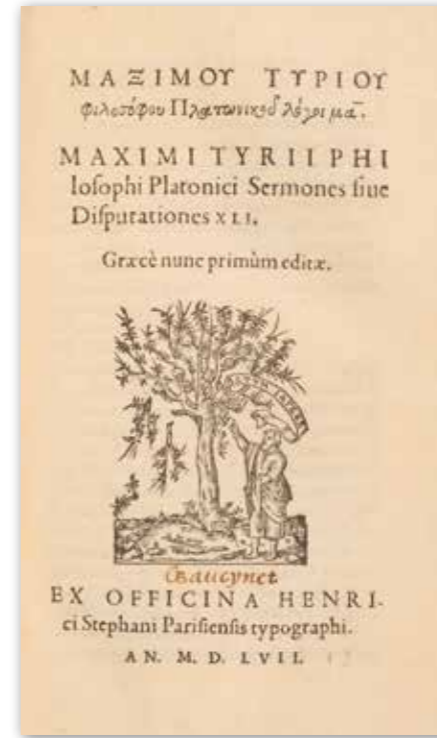 ΜΑΞΙΜΟΥ ΤΥΡΙΟΥ
φιλοσόφου Πλατωνικοῦ λόγοι μα.
MAXIMI TYRII PHI
loſophi Platonici Sermones ſiue
Diſputationes XLI.
Græcè nunc primùm editæ.
EX OFFICINA HENRI-
ci Stephani Pariſienſis typographi.
AN. M. D. LVII.